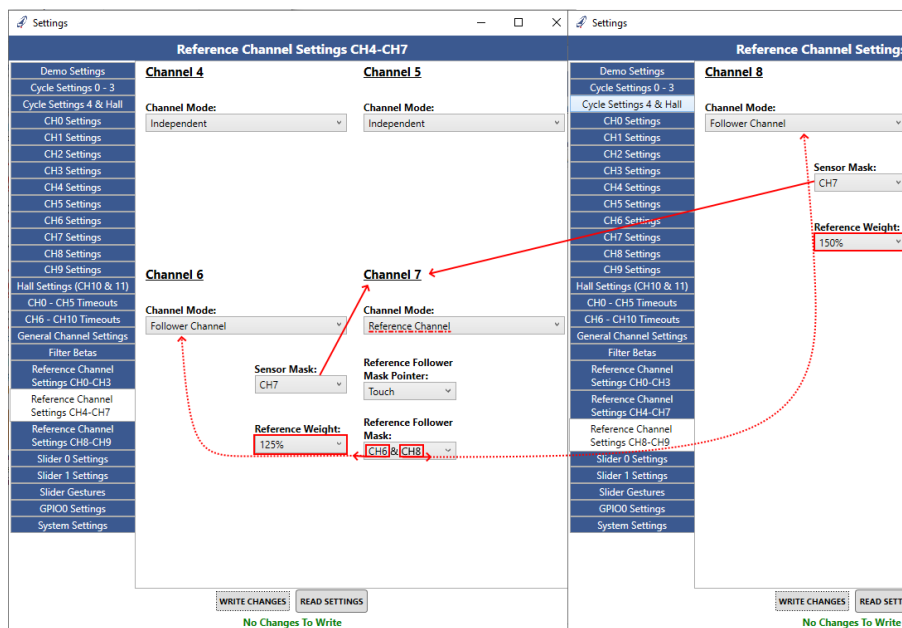 Settings
Reference Channel Settings CH4-CH7
Demo Settings
Cycle Settings 0 - 3
Cycle Settings 4 & Hall
CH0 Settings
CH1 Settings
CH2 Settings
CH3 Settings
CH4 Settings
CH5 Settings
CH6 Settings
CH7 Settings
CH8 Settings
CH9 Settings
Hall Settings (CH10 & 11)
CH0 - CH5 Timeouts
CH6 - CH10 Timeouts
General Channel Settings
Filter Betas
Reference Channel
Settings CH0-CH3
Reference Channel
Settings CH4-CH7
Reference Channel
Settings CH8-CH9
Slider 0 Settings
Slider 1 Settings
Slider Gestures
GPIO0 Settings
System Settings
Channel 4
Channel Mode:
Independent
Channel 5
Channel Mode:
Independent
Channel 6
Channel Mode:
Follower Channel
Sensor Mask:
CH7
Reference Weight:
125%
Channel 7
Channel Mode:
Reference Channel
Reference Follower
Mask Pointer:
Touch
Reference Follower
Mask:
CH6 & CH8
WRITE CHANGES
READ SETTINGS
No Changes To Write
Settings
Reference Channel Settings
Demo Settings
Cycle Settings 0 - 3
Cycle Settings 4 & Hall
CH0 Settings
CH1 Settings
CH2 Settings
CH3 Settings
CH4 Settings
CH5 Settings
CH6 Settings
CH7 Settings
CH8 Settings
CH9 Settings
Hall Settings (CH10 & 11)
CH0 - CH5 Timeouts
CH6 - CH10 Timeouts
General Channel Settings
Filter Betas
Reference Channel
Settings CH0-CH3
Reference Channel
Settings CH4-CH7
Reference Channel
Settings CH8-CH9
Slider 0 Settings
Slider 1 Settings
Slider Gestures
GPIO0 Settings
System Settings
Channel 8
Channel Mode:
Follower Channel
Sensor Mask:
CH7
Reference Weight:
150%
WRITE CHANGES
READ SETT
No Changes To Write